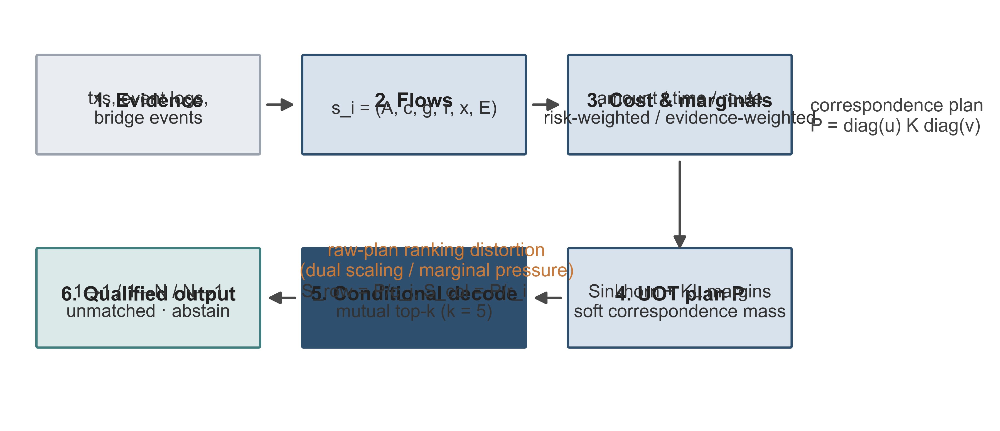 1. Evidence
txs, event logs,
bridge events
2. Flows
s_i = (A, c, g, τ, x, E)
3. Cost & marginals
amount / time / route
risk-weighted / evidence-weighted
correspondence plan
P = diag(u) K diag(v)
4. UOT plan P
Sinkhorn + KL margins
soft correspondence mass
raw-plan ranking distortion
(dual scaling / marginal pressure)
5. Conditional decode
S_row = P/c_j, S_col = P/r_i
mutual top-k (k = 5)
6. Qualified output
1→1 / 1→N / N→1
unmatched · abstain